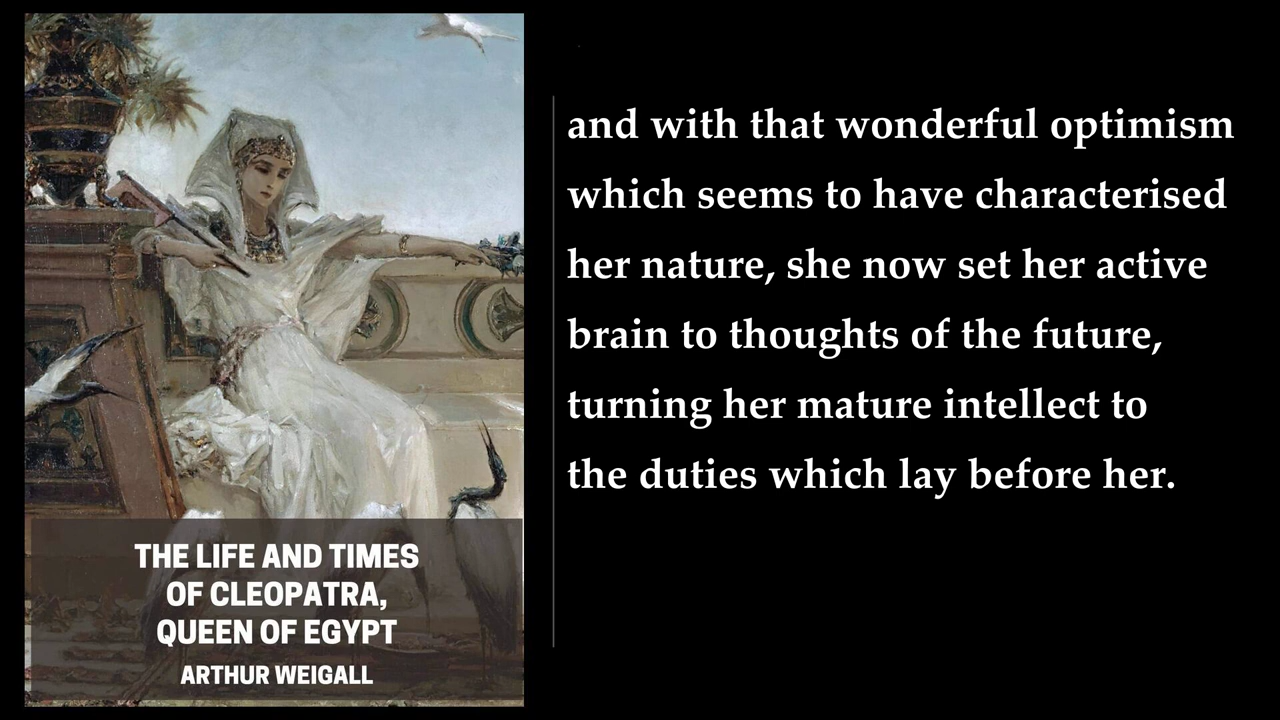 THE LIFE AND TIMES
OF CLEOPATRA,
QUEEN OF EGYPT
ARTHUR WEIGALL
and with that wonderful optimism
which seems to have characterised
her nature, she now set her active
brain to thoughts of the future,
turning her mature intellect to
the duties which lay before her.